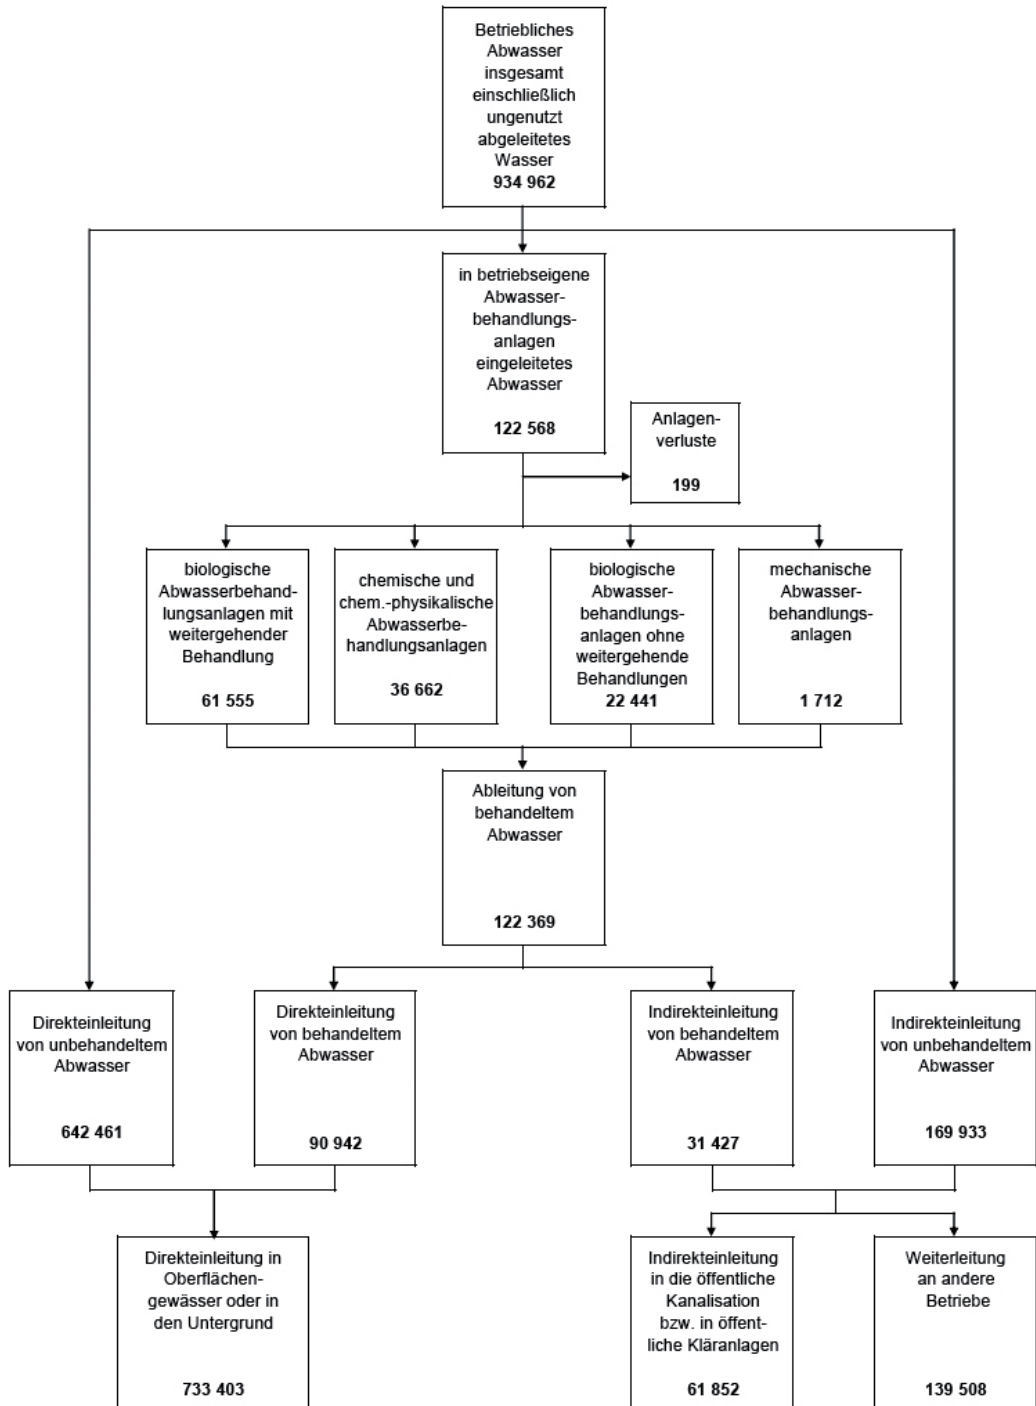 Betriebliches
Abwasser
insgesamt
einschließlich
ungenutzt
abgeleitetes
Wasser
934 962
in betriebseigene
Abwasser-
behandlungs-
anlagen
eingeleitetes
Abwasser
122 568
Anlagen-
verluste
199
biologische
Abwasserbehand-
lungsanlagen mit
weitergehender
Behandlung
61 555
chemische und
chem.-physikalische
Abwasserbe-
handlungsanlagen
36 662
biologische
Abwasser-
behandlungs-
anlagen ohne
weitergehende
Behandlungen
22 441
mechanische
Abwasser-
behandlungs-
anlagen
1 712
Ableitung von
behandeltem
Abwasser
122 369
Direkteinleitung
von unbehandeltem
Abwasser
642 461
Direkteinleitung
von behandeltem
Abwasser
90 942
Indirekteinleitung
von behandeltem
Abwasser
31 427
Indirekteinleitung
von unbehandeltem
Abwasser
169 933
Direkteinleitung in
Oberflächen-
gewässer oder in
den Untergrund
733 403
Indirekteinleitung
in die öffentliche
Kanalisation
bzw. in öffent-
liche Kläranlagen
61 852
Weiterleitung
an andere
Betriebe
139 508